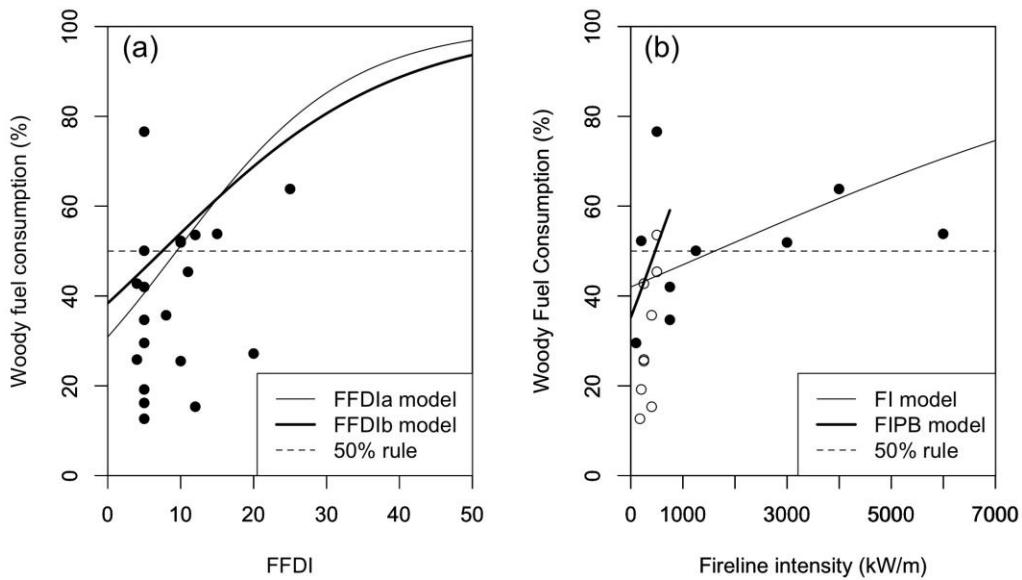 (a)
Woody fuel consumption (%)
100
80
60
40
20
0
FFDIa model
FFDIb model
50% rule
0 10 20 30 40 50
FFDI
(b)
Woody Fuel Consumption (%)
100
80
60
40
20
0
FI model
FIPB model
50% rule
0 1000 3000 5000 7000
Fireline intensity (kW/m)